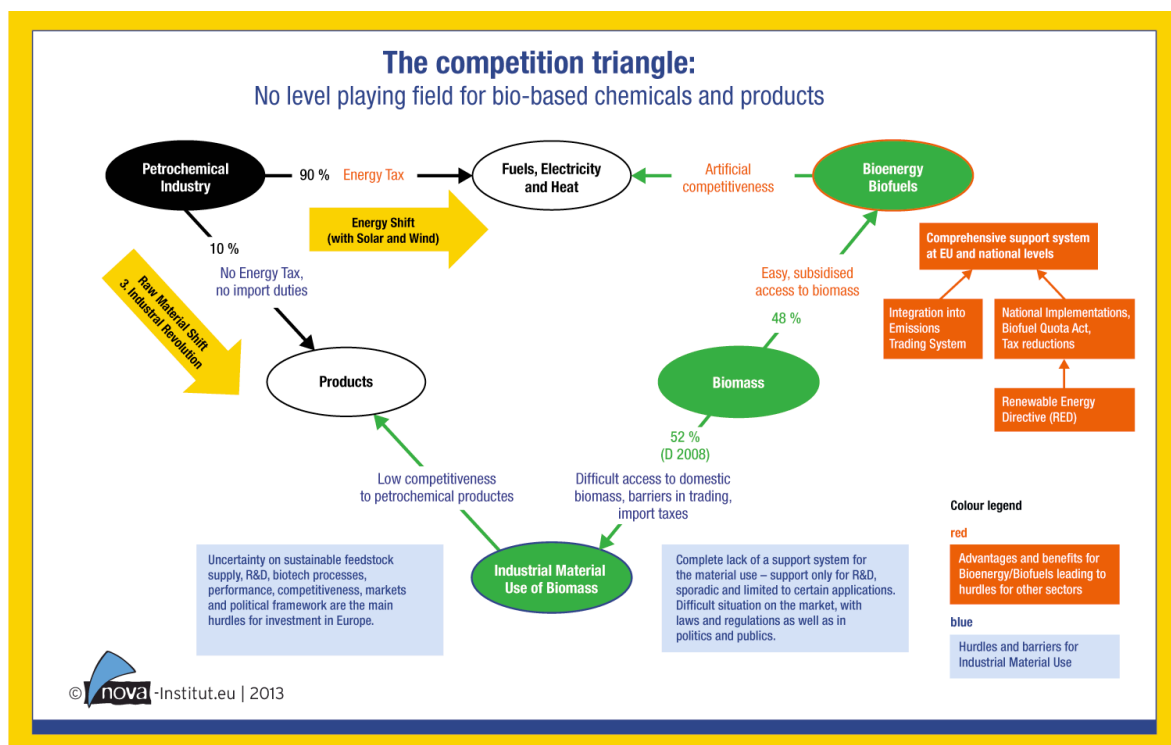 The competition triangle:
No level playing field for bio-based chemicals and products
Petrochemical
Industry
90 %
Energy Tax
Fuels, Electricity
and Heat
Artificial
competitiveness
Bioenergy
Biofuels
Energy Shift
(with Solar and Wind)
10 %
No Energy Tax,
no import duties
Raw Material Shift
3. Industral Revolution
Easy, subsidised
access to biomass
48 %
Comprehensive support system
at EU and national levels
Integration into
Emissions
Trading System
National Implementations,
Biofuel Quota Act,
Tax reductions
Renewable Energy
Directive (RED)
Products
Biomass
52 %
(D 2008)
Low competitiveness
to petrochemical productes
Difficult access to domestic
biomass, barriers in trading,
import taxes
Industrial Material
Use of Biomass
Uncertainty on sustainable feedstock
supply, R&D, biotech processes,
performance, competitiveness, markets
and political framework are the main
hurdles for investment in Europe.
Complete lack of a support system for
the material use – support only for R&D,
sporadic and limited to certain applications.
Difficult situation on the market, with
laws and regulations as well as in
politics and publics.
Colour legend
red
Advantages and benefits for
Bioenergy/Biofuels leading to
hurdles for other sectors
blue
Hurdles and barriers for
Industrial Material Use
© nova-Institut.eu | 2013